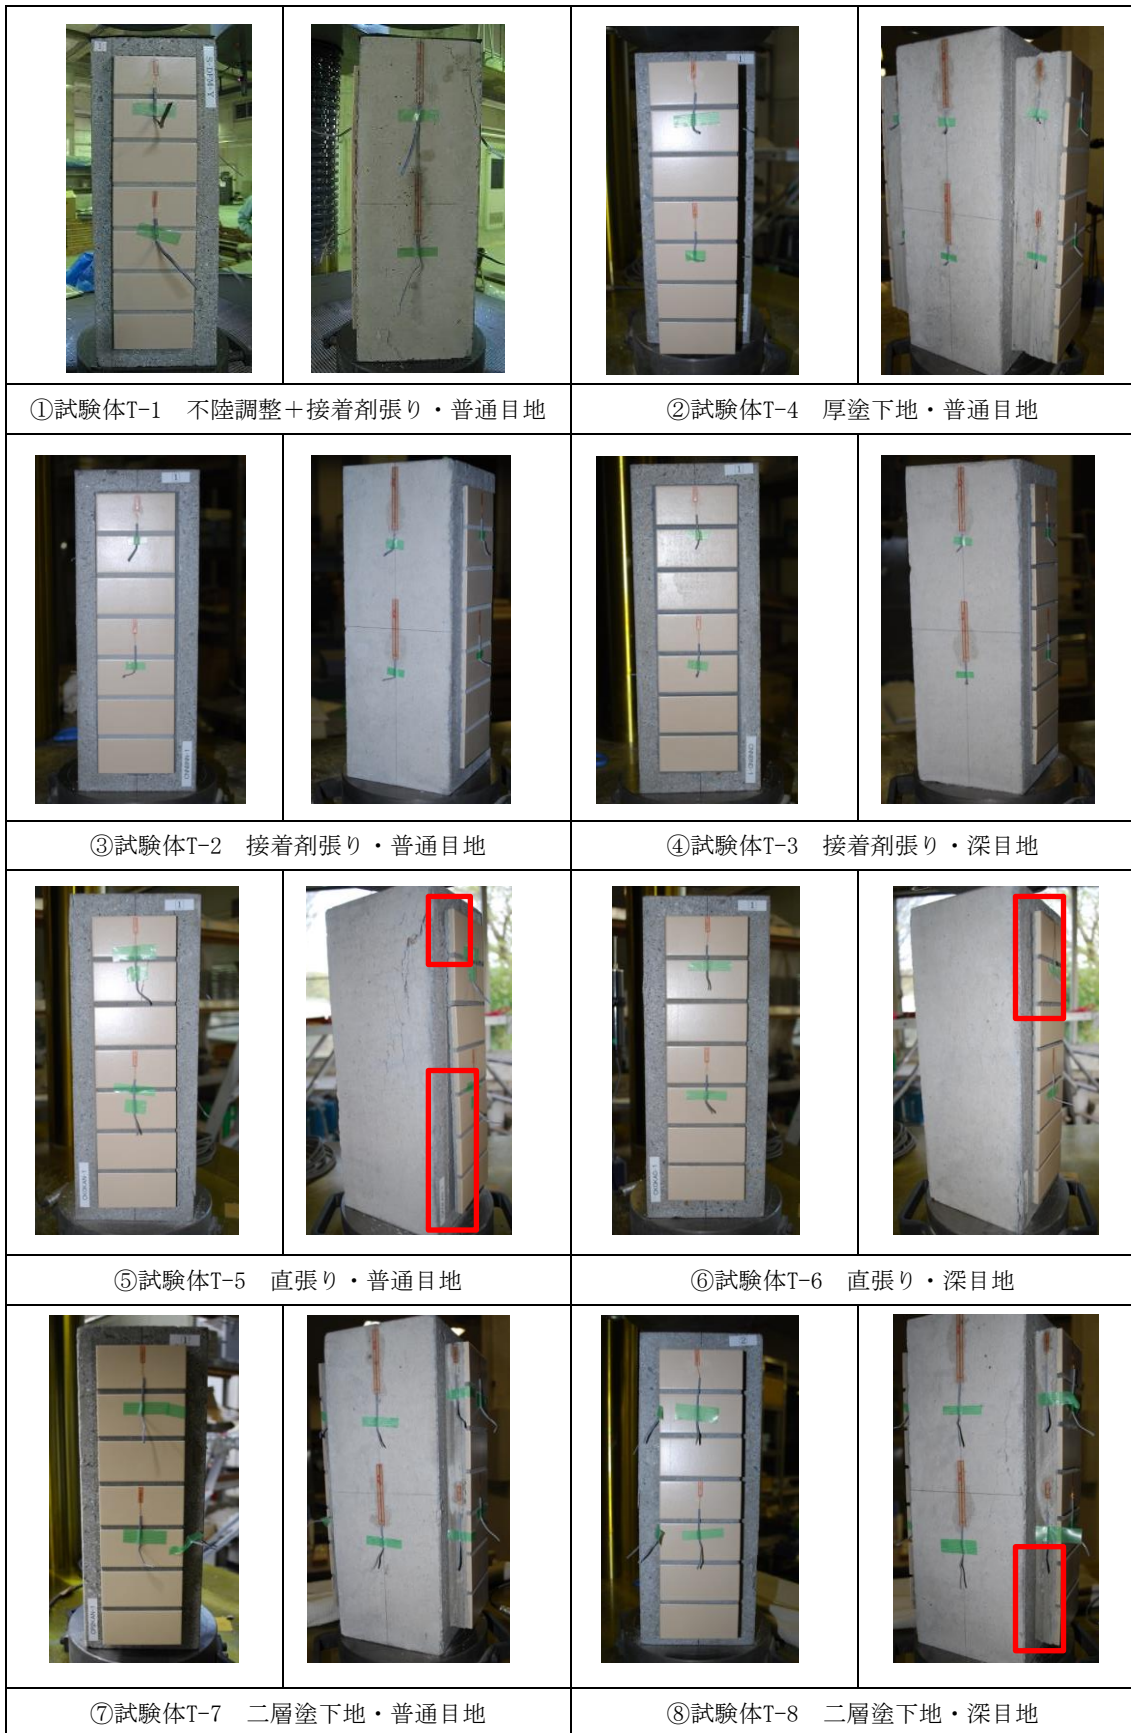 ①試験体T-1　不陸調整＋接着剤張り・普通目地
②試験体T-4　厚塗下地・普通目地
③試験体T-2　接着剤張り・普通目地
④試験体T-3　接着剤張り・深目地
⑤試験体T-5　直張り・普通目地
⑥試験体T-6　直張り・深目地
⑦試験体T-7　二層塗下地・普通目地
⑧試験体T-8　二層塗下地・深目地